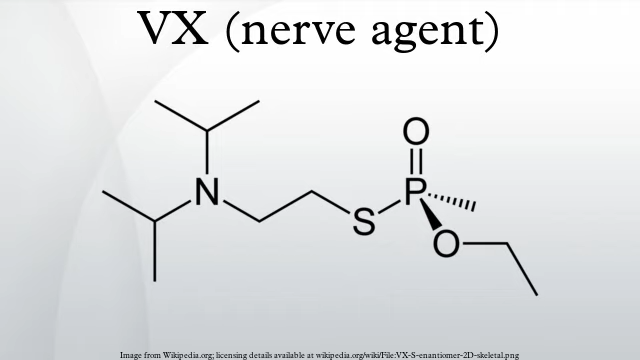 VX (nerve agent)
O
N
P
S
O
Image from Wikipedia.org; licensing details available at wikipedia.org/wiki/File:VX-S-enantiomer-2D-skeletal.png